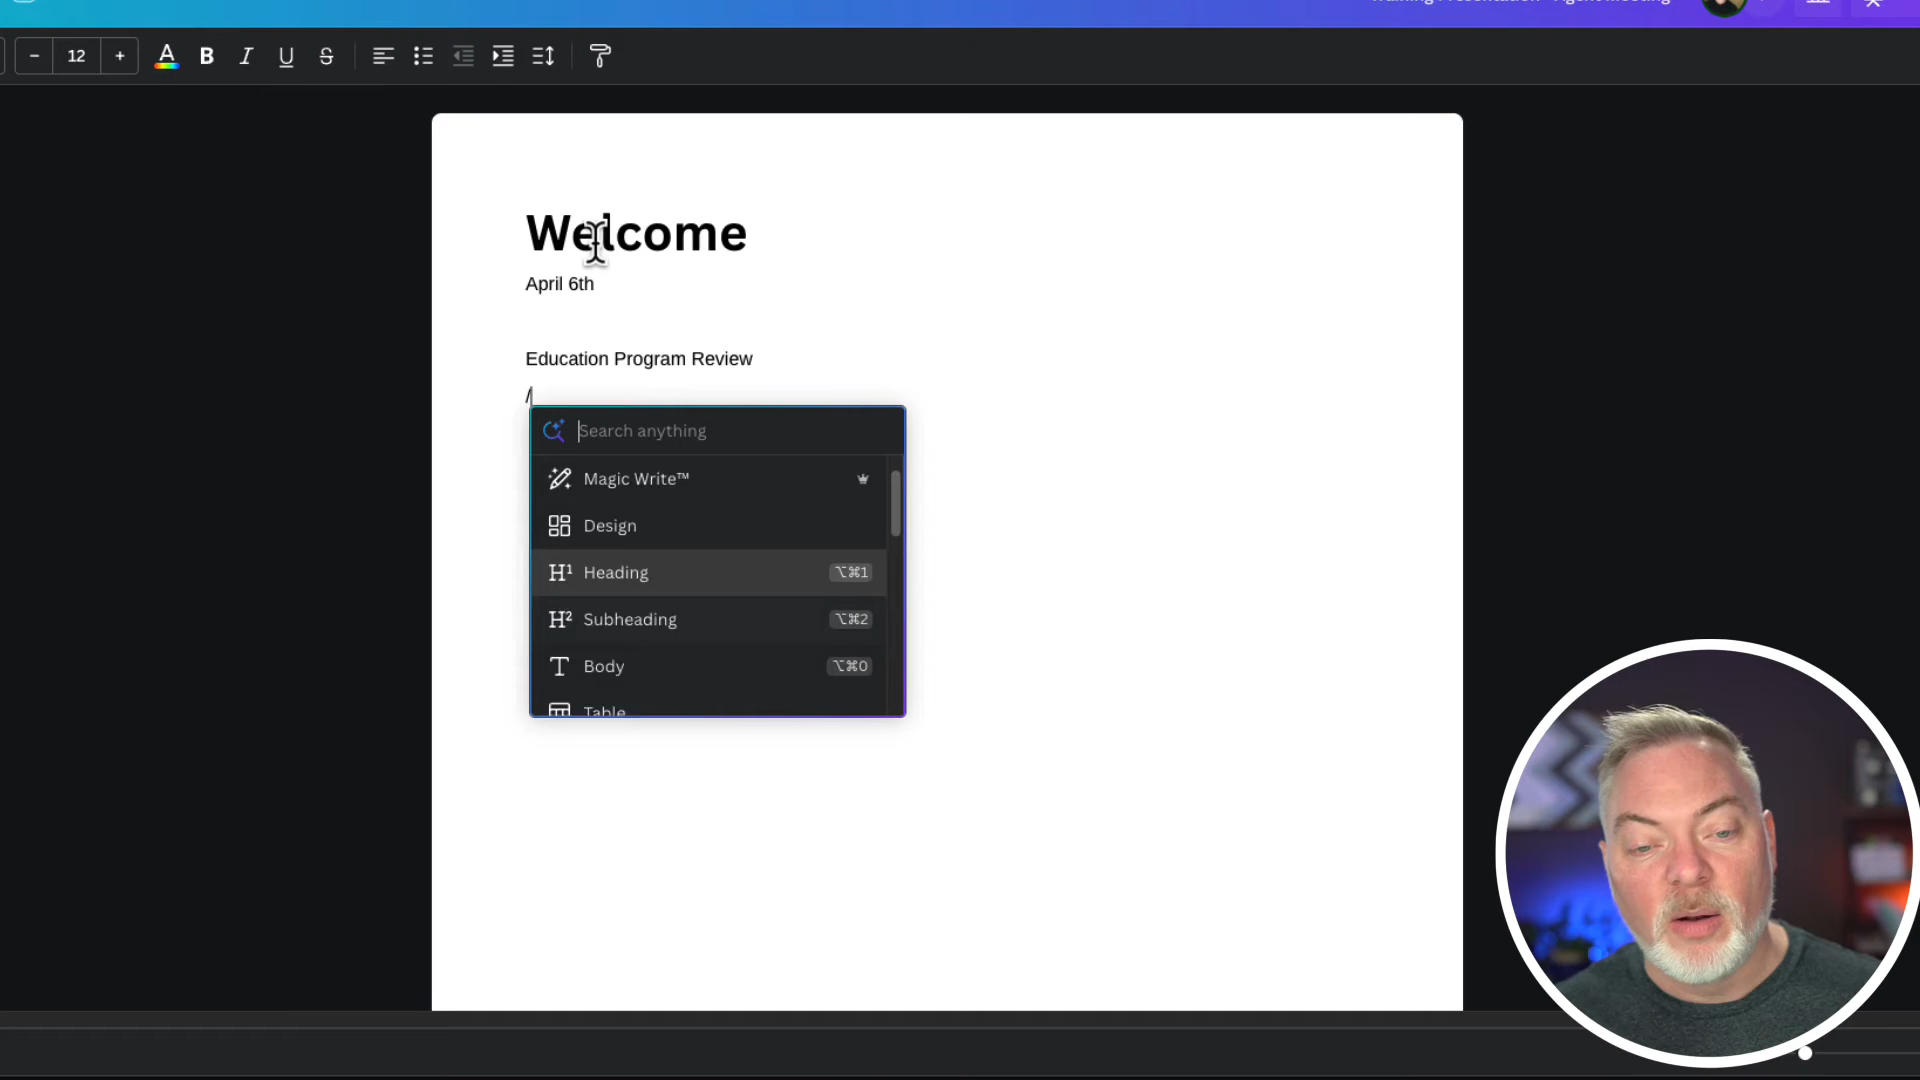 12
A B I U S
Welcome
April 6th
Education Program Review
/
Search anything
Magic Write™
Design
H¹ Heading ⌥⌘1
H² Subheading ⌥⌘2
T Body ⌥⌘0
Table